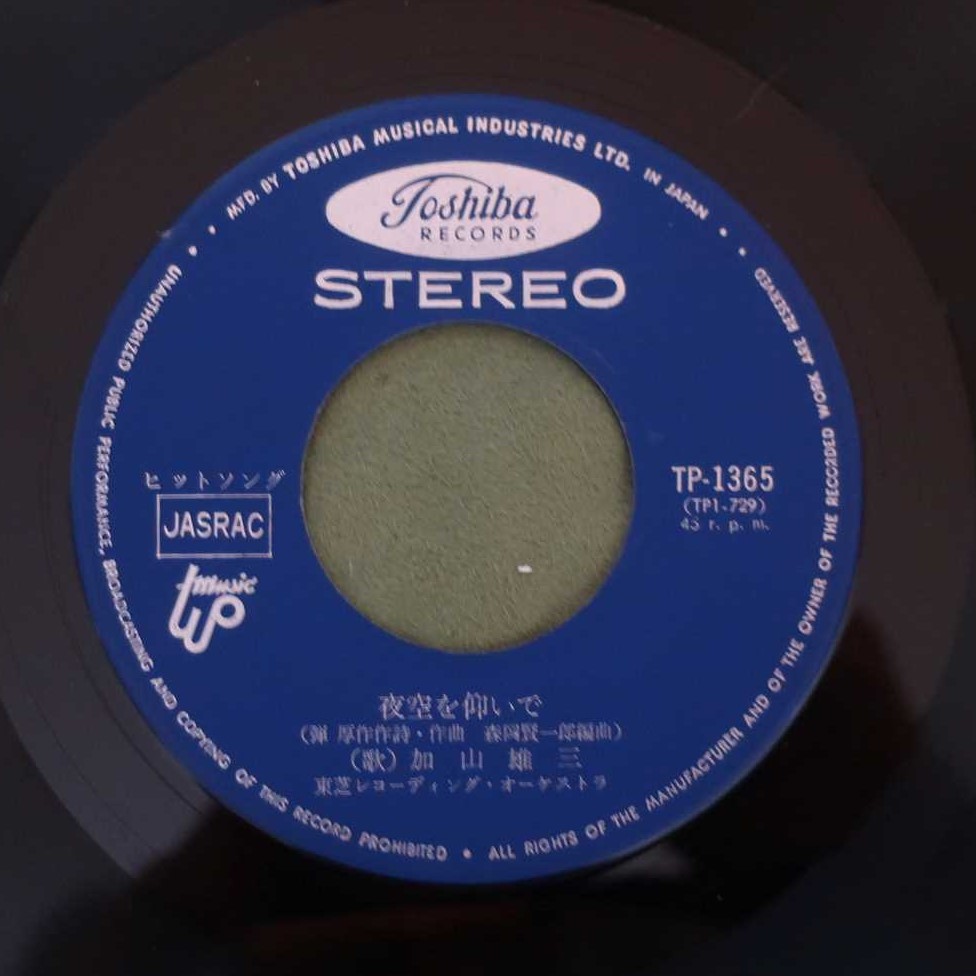 MFD. BY TOSHIBA MUSICAL INDUSTRIES LTD. IN JAPAN
Toshiba
RECORDS
STEREO
ヒットソング
JASRAC
TP-1365
(TP1-729)
45 r. p. m.
music
夜空を仰いで
(弾 厚作作詩・作曲 森岡賢一郎編曲)
(歌)加山雄三
東芝レコーディング・オーケストラ
UNAUTHORIZED PUBLIC PERFORMANCE, BROADCASTING AND COPYING OF THIS RECORD PROHIBITED • ALL RIGHTS OF THE MANUFACTURER AND OF THE OWNER OF THE RECORDED WORK ARE RESERVED